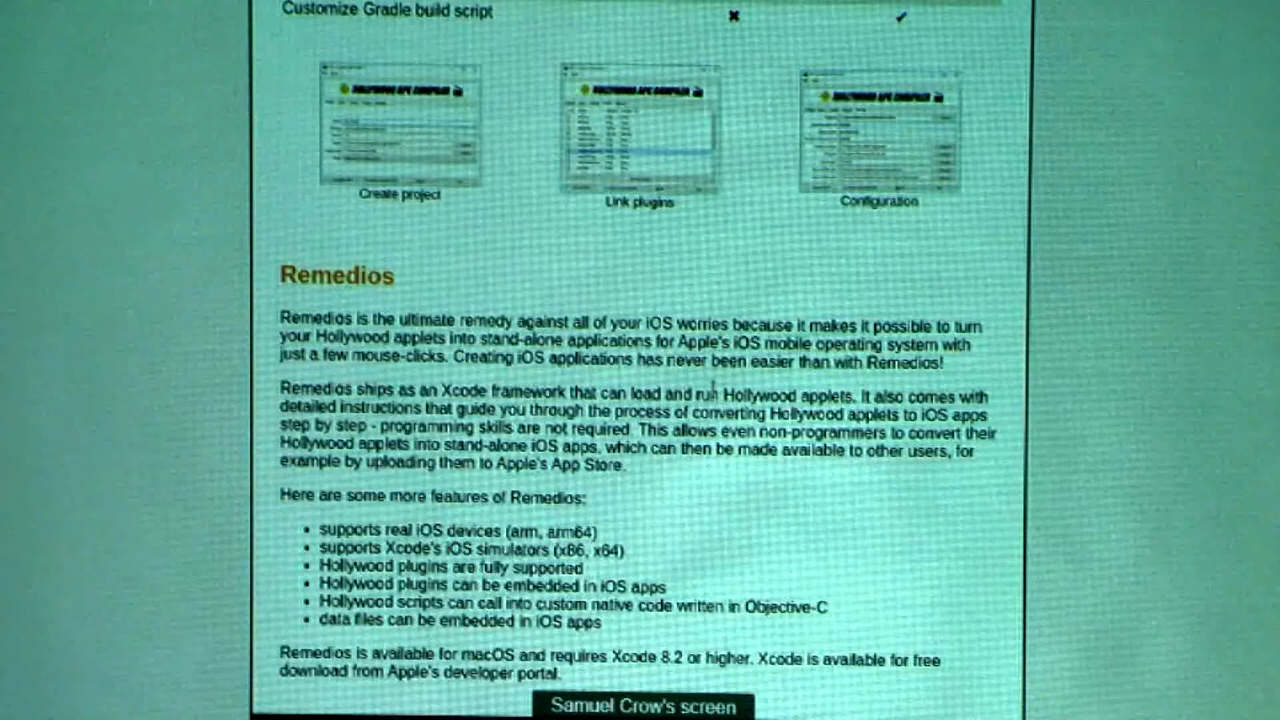 Customize Gradle build script ✖ ✔
Create project
Link plugins
Configuration
Remedios
Remedios is the ultimate remedy against all of your iOS worries because it makes it possible to turn
your Hollywood applets into stand-alone applications for Apple's iOS mobile operating system with
just a few mouse-clicks. Creating iOS applications has never been easier than with Remedios!
Remedios ships as an Xcode framework that can load and run Hollywood applets. It also comes with
detailed instructions that guide you through the process of converting Hollywood applets to iOS apps
step by step - programming skills are not required. This allows even non-programmers to convert their
Hollywood applets into stand-alone iOS apps, which can then be made available to other users, for
example by uploading them to Apple's App Store.
Here are some more features of Remedios:
• supports real iOS devices (arm, arm64)
• supports Xcode's iOS simulators (x86, x64)
• Hollywood plugins are fully supported
• Hollywood plugins can be embedded in iOS apps
• Hollywood scripts can call into custom native code written in Objective-C
• data files can be embedded in iOS apps
Remedios is available for macOS and requires Xcode 8.2 or higher. Xcode is available for free
download from Apple's developer portal.
Samuel Crow's screen